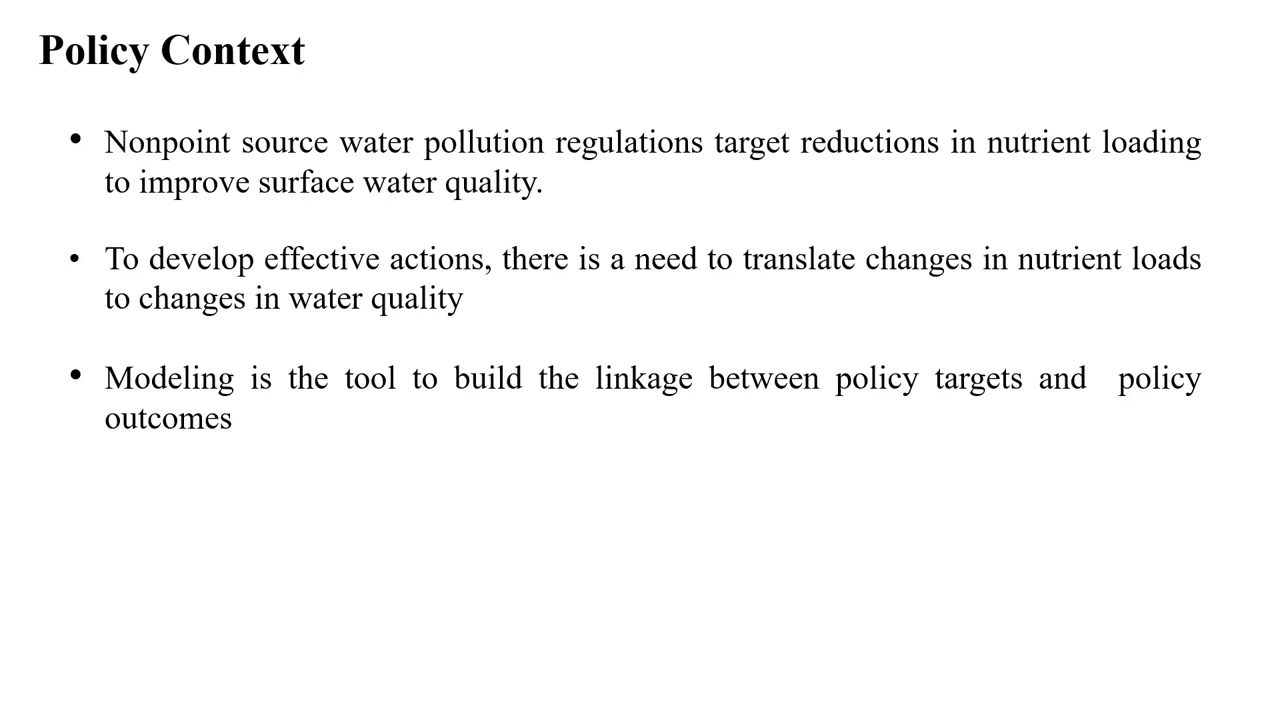 Policy Context
• Nonpoint source water pollution regulations target reductions in nutrient loading
to improve surface water quality.
• To develop effective actions, there is a need to translate changes in nutrient loads
to changes in water quality
• Modeling is the tool to build the linkage between policy targets and  policy
outcomes